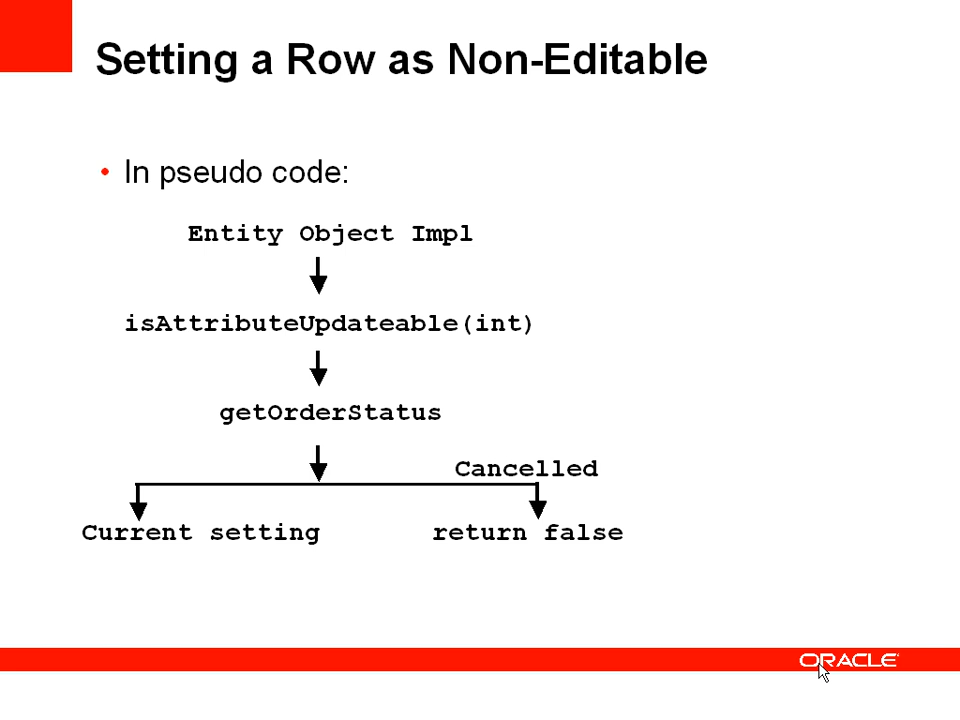 Setting a Row as Non-Editable
• In pseudo code:
Entity Object Impl
isAttributeUpdateable(int)
getOrderStatus
Cancelled
Current setting
return false
ORACLE